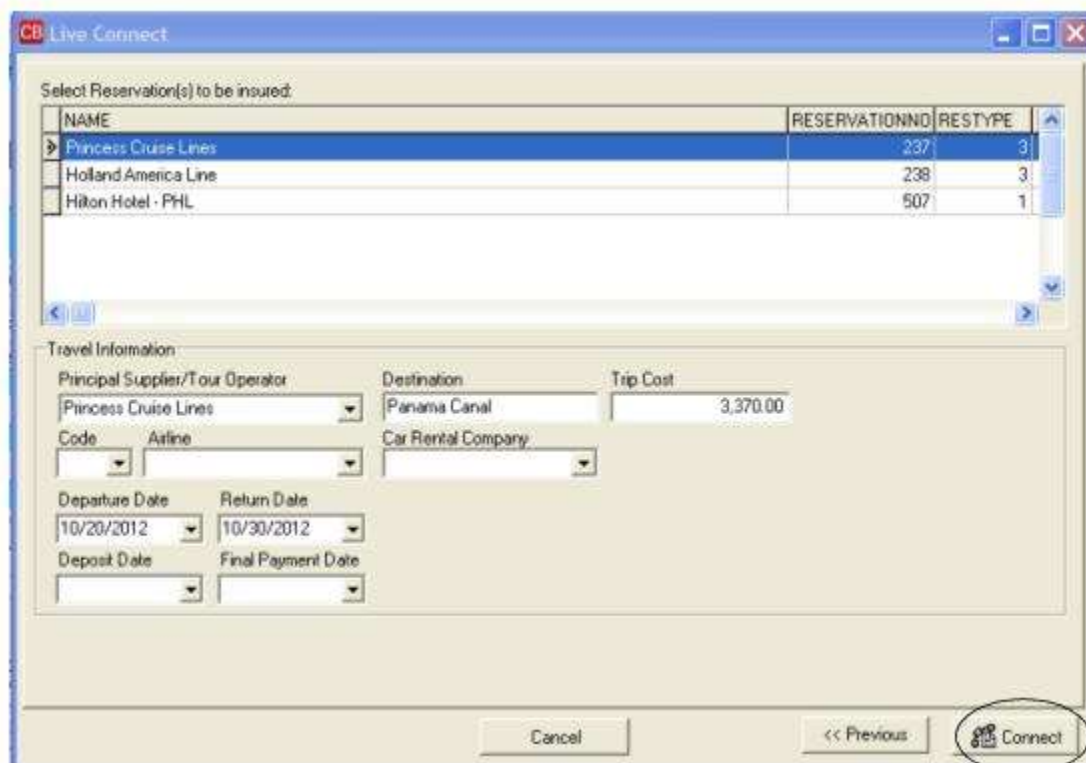 CB Live Connect
Select Reservation(s) to be insured:
NAME RESERVATIONNO RESTYPE
Princess Cruise Lines 237 3
Holland America Line 238 3
Hilton Hotel - PHL 507 1
Travel Information
Principal Supplier/Tour Operator Destination Trip Cost
Princess Cruise Lines Panama Canal 3,370.00
Code Airline Car Rental Company
Departure Date Return Date
10/20/2012 10/30/2012
Deposit Date Final Payment Date
Cancel << Previous Connect